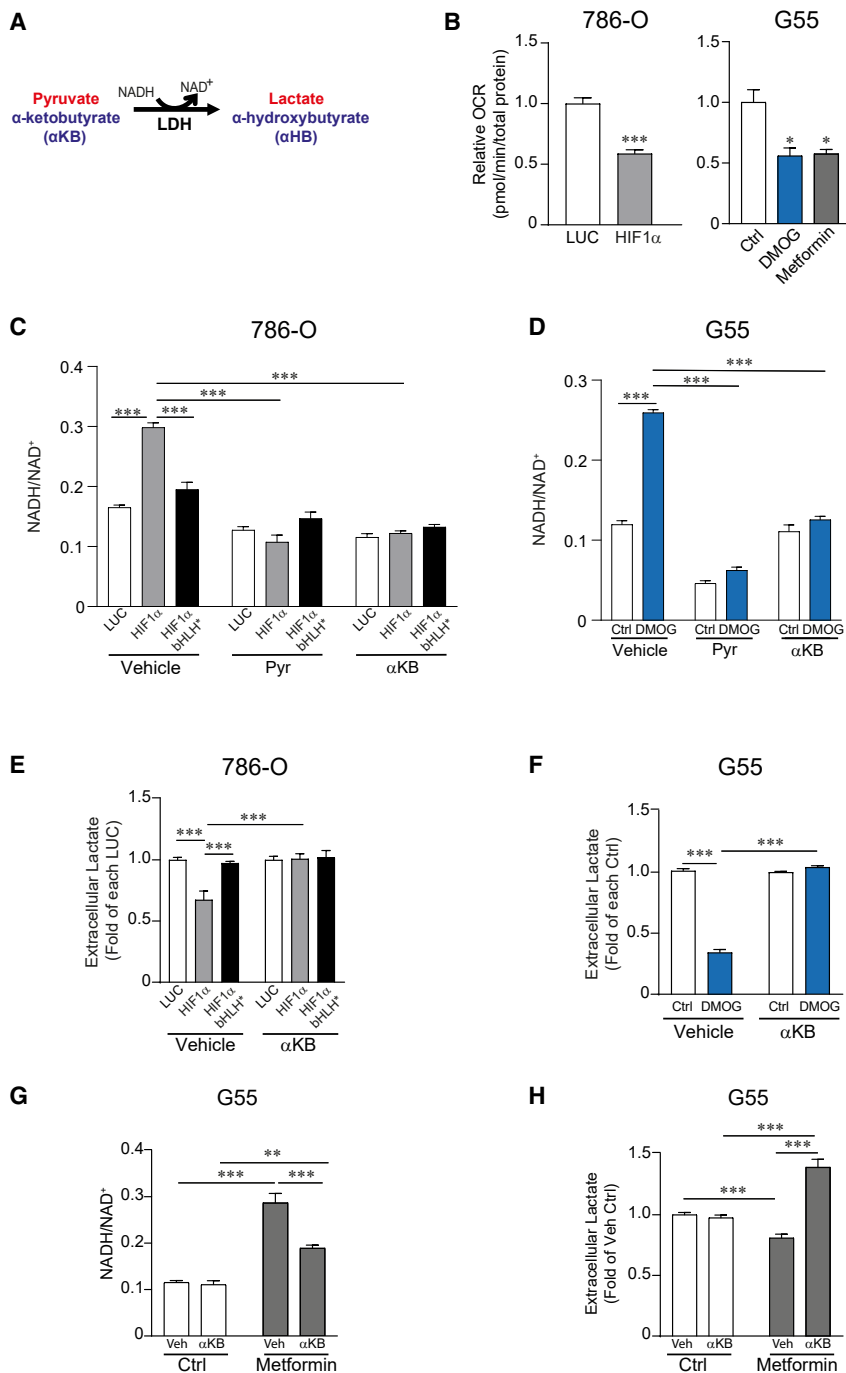 A
NADH NAD+
Pyruvate Lactate
α-ketobutyrate α-hydroxybutyrate
(αKB) LDH (αHB)
B
786-O G55
Relative OCR
(pmol/min/total protein)
1.5
1.0
0.5
0
***
LUC HIF1α
1.5
1.0
0.5
0
* *
Ctrl DMOG Metformin
C
786-O
NADH/NAD+
0.4
0.3
0.2
0.1
0
***
***
*** ***
LUC HIF1α HIF1α bHLH* LUC HIF1α HIF1α bHLH* LUC HIF1α HIF1α bHLH*
Vehicle Pyr αKB
D
G55
NADH/NAD+
0.3
0.2
0.1
0
***
***
***
Ctrl DMOG Ctrl DMOG Ctrl DMOG
Vehicle Pyr αKB
E
786-O
Extracellular Lactate
(Fold of each LUC)
1.5
1.0
0.5
0
***
***
***
LUC HIF1α HIF1α bHLH* LUC HIF1α HIF1α bHLH*
Vehicle αKB
F
G55
Extracellular Lactate
(Fold of each Ctrl)
1.5
1.0
0.5
0
*** ***
Ctrl DMOG Ctrl DMOG
Vehicle αKB
G
G55
NADH/NAD+
0.4
0.3
0.2
0.1
0
**
*** ***
Veh αKB Veh αKB
Ctrl Metformin
H
G55
Extracellular Lactate
(Fold of Veh Ctrl)
1.5
1.0
0.5
0
***
***
***
Veh αKB Veh αKB
Ctrl Metformin